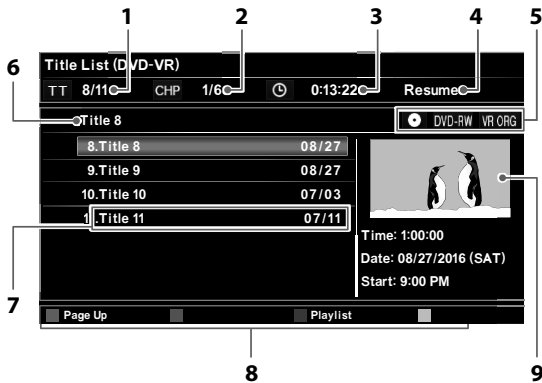 1 2 3 4 5
6
Title List (DVD-VR)
TT 8/11 CHP 1/6 0:13:22 Resume
Title 8 DVD-RW VR ORG
8.Title 8 08/27
9.Title 9 08/27
10.Title 10 07/03
1 .Title 11 07/11
Time: 1:00:00
Date: 08/27/2016 (SAT)
Start: 9:00 PM
7
Page Up Playlist
8 9